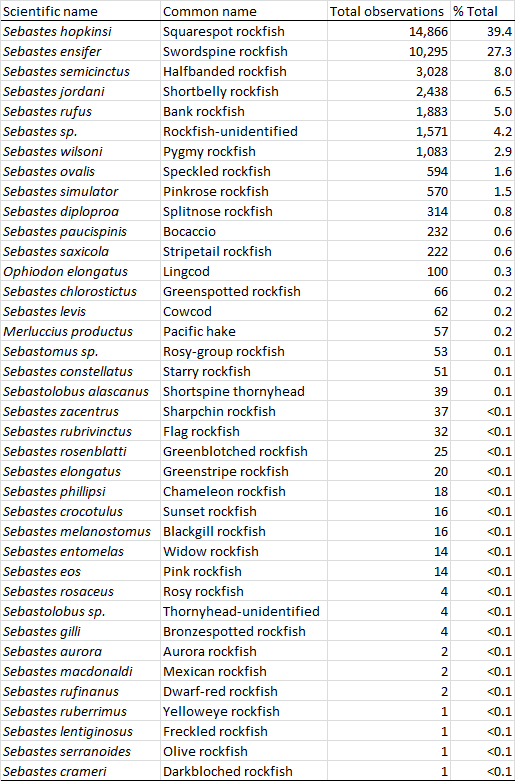 Scientific name Common name Total observations % Total
Sebastes hopkinsi Squarespot rockfish 14,866 39.4
Sebastes ensifer Swordspine rockfish 10,295 27.3
Sebastes semicinctus Halfbanded rockfish 3,028 8.0
Sebastes jordani Shortbelly rockfish 2,438 6.5
Sebastes rufus Bank rockfish 1,883 5.0
Sebastes sp. Rockfish-unidentified 1,571 4.2
Sebastes wilsoni Pygmy rockfish 1,083 2.9
Sebastes ovalis Speckled rockfish 594 1.6
Sebastes simulator Pinkrose rockfish 570 1.5
Sebastes diploproa Splitnose rockfish 314 0.8
Sebastes paucispinis Bocaccio 232 0.6
Sebastes saxicola Stripetail rockfish 222 0.6
Ophiodon elongatus Lingcod 100 0.3
Sebastes chlorostictus Greenspotted rockfish 66 0.2
Sebastes levis Cowcod 62 0.2
Merluccius productus Pacific hake 57 0.2
Sebastomus sp. Rosy-group rockfish 53 0.1
Sebastes constellatus Starry rockfish 51 0.1
Sebastolobus alascanus Shortspine thornyhead 39 0.1
Sebastes zacentrus Sharpchin rockfish 37 <0.1
Sebastes rubrivinctus Flag rockfish 32 <0.1
Sebastes rosenblatti Greenblotched rockfish 25 <0.1
Sebastes elongatus Greenstripe rockfish 20 <0.1
Sebastes phillipsi Chameleon rockfish 18 <0.1
Sebastes crocotulus Sunset rockfish 16 <0.1
Sebastes melanostomus Blackgill rockfish 16 <0.1
Sebastes entomelas Widow rockfish 14 <0.1
Sebastes eos Pink rockfish 14 <0.1
Sebastes rosaceus Rosy rockfish 4 <0.1
Sebastolobus sp. Thornyhead-unidentified 4 <0.1
Sebastes gilli Bronzespotted rockfish 4 <0.1
Sebastes aurora Aurora rockfish 2 <0.1
Sebastes macdonaldi Mexican rockfish 2 <0.1
Sebastes rufinanus Dwarf-red rockfish 2 <0.1
Sebastes ruberrimus Yelloweye rockfish 1 <0.1
Sebastes lentiginosus Freckled rockfish 1 <0.1
Sebastes serranoides Olive rockfish 1 <0.1
Sebastes crameri Darkbloched rockfish 1 <0.1